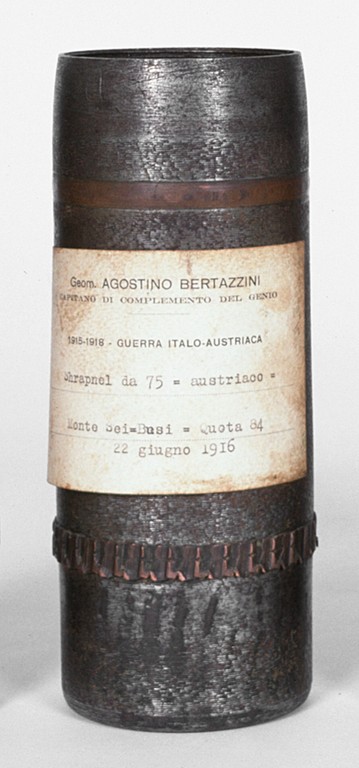 Geom. AGOSTINO BERTAZZINI
CAPITANO DI COMPLEMENTO DEL GENIO
1915-1918 - GUERRA ITALO-AUSTRIACA
Shrapnel da 75 = austriaco =
Monte Sei=Busi = Quota 84
22 giugno 1916